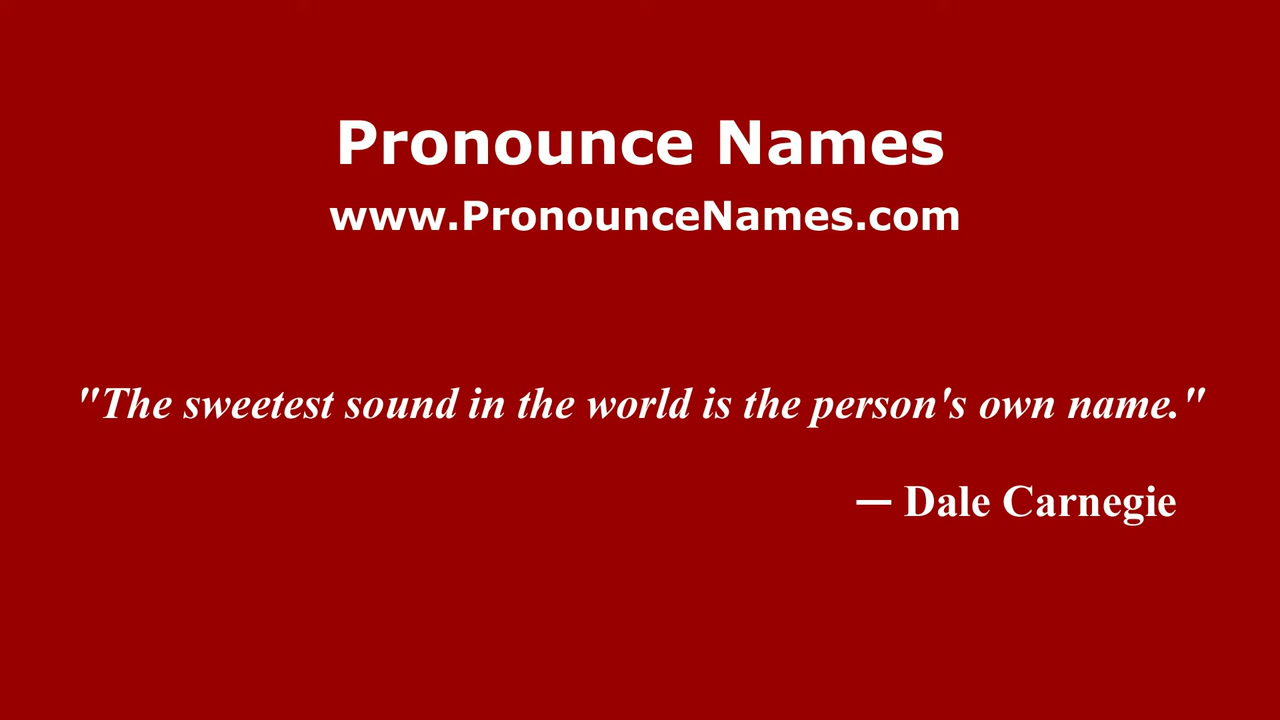 Pronounce Names
www.PronounceNames.com
"The sweetest sound in the world is the person's own name."
— Dale Carnegie